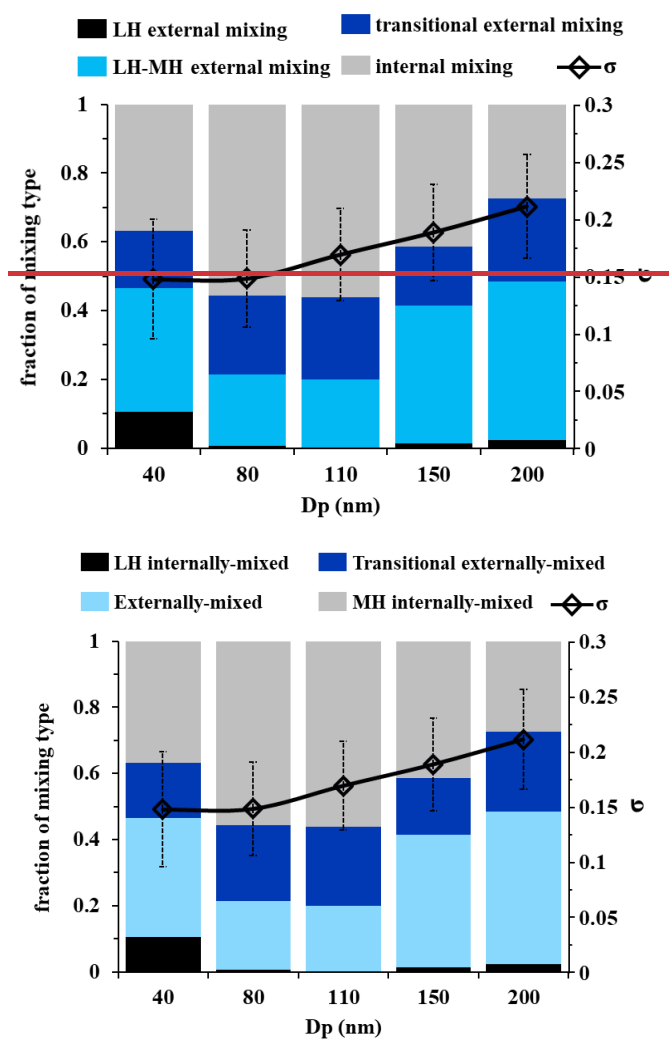 LH external mixing transitional external mixing
LH-MH external mixing internal mixing σ
fraction of mixing type
1 0.3
0.25
0.8
0.2
0.6
0.15
0.4
0.1
0.2
0.05
0 0
40 80 110 150 200
Dp (nm)
LH internally-mixed Transitional externally-mixed
Externally-mixed MH internally-mixed σ
fraction of mixing type
σ
1 0.3
0.25
0.8
0.2
0.6
0.15
0.4
0.1
0.2
0.05
0 0
40 80 110 150 200
Dp (nm)